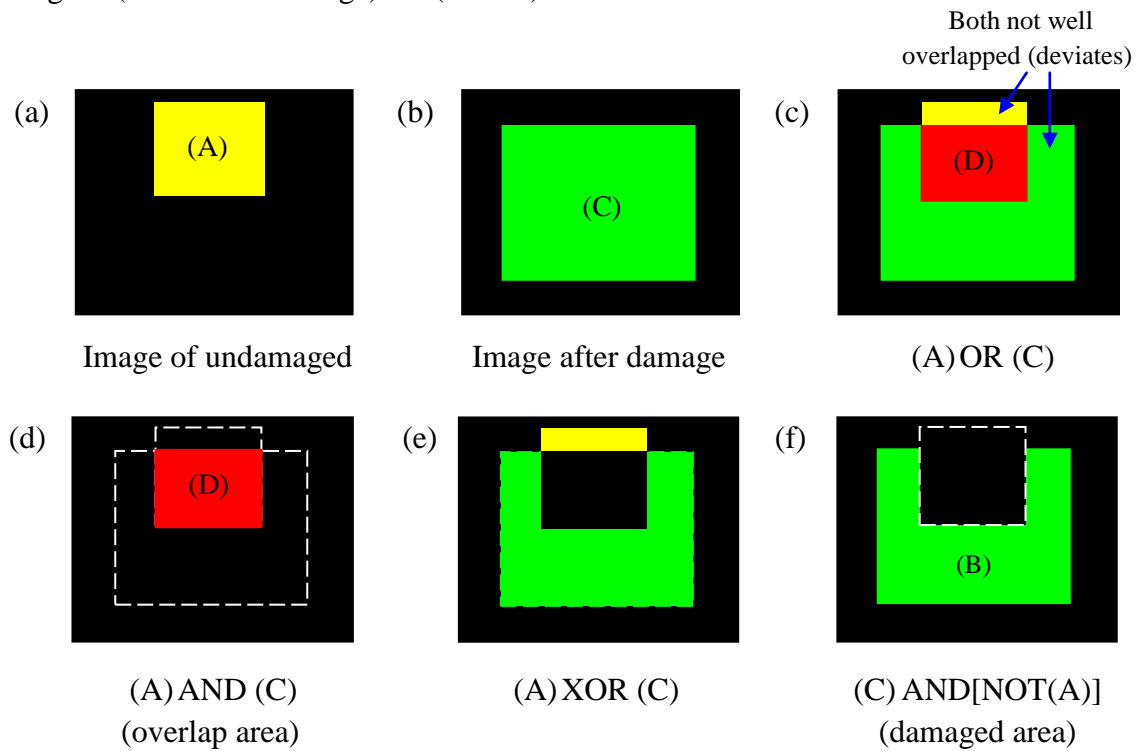 Both not well
overlapped (deviates)
(a) (A) (b) (C) (c) (D)
Image of undamaged Image after damage (A) OR (C)
(d) (D) (e) (f) (B)
(A) AND (C) (A) XOR (C) (C) AND[NOT(A)]
(overlap area) (damaged area)